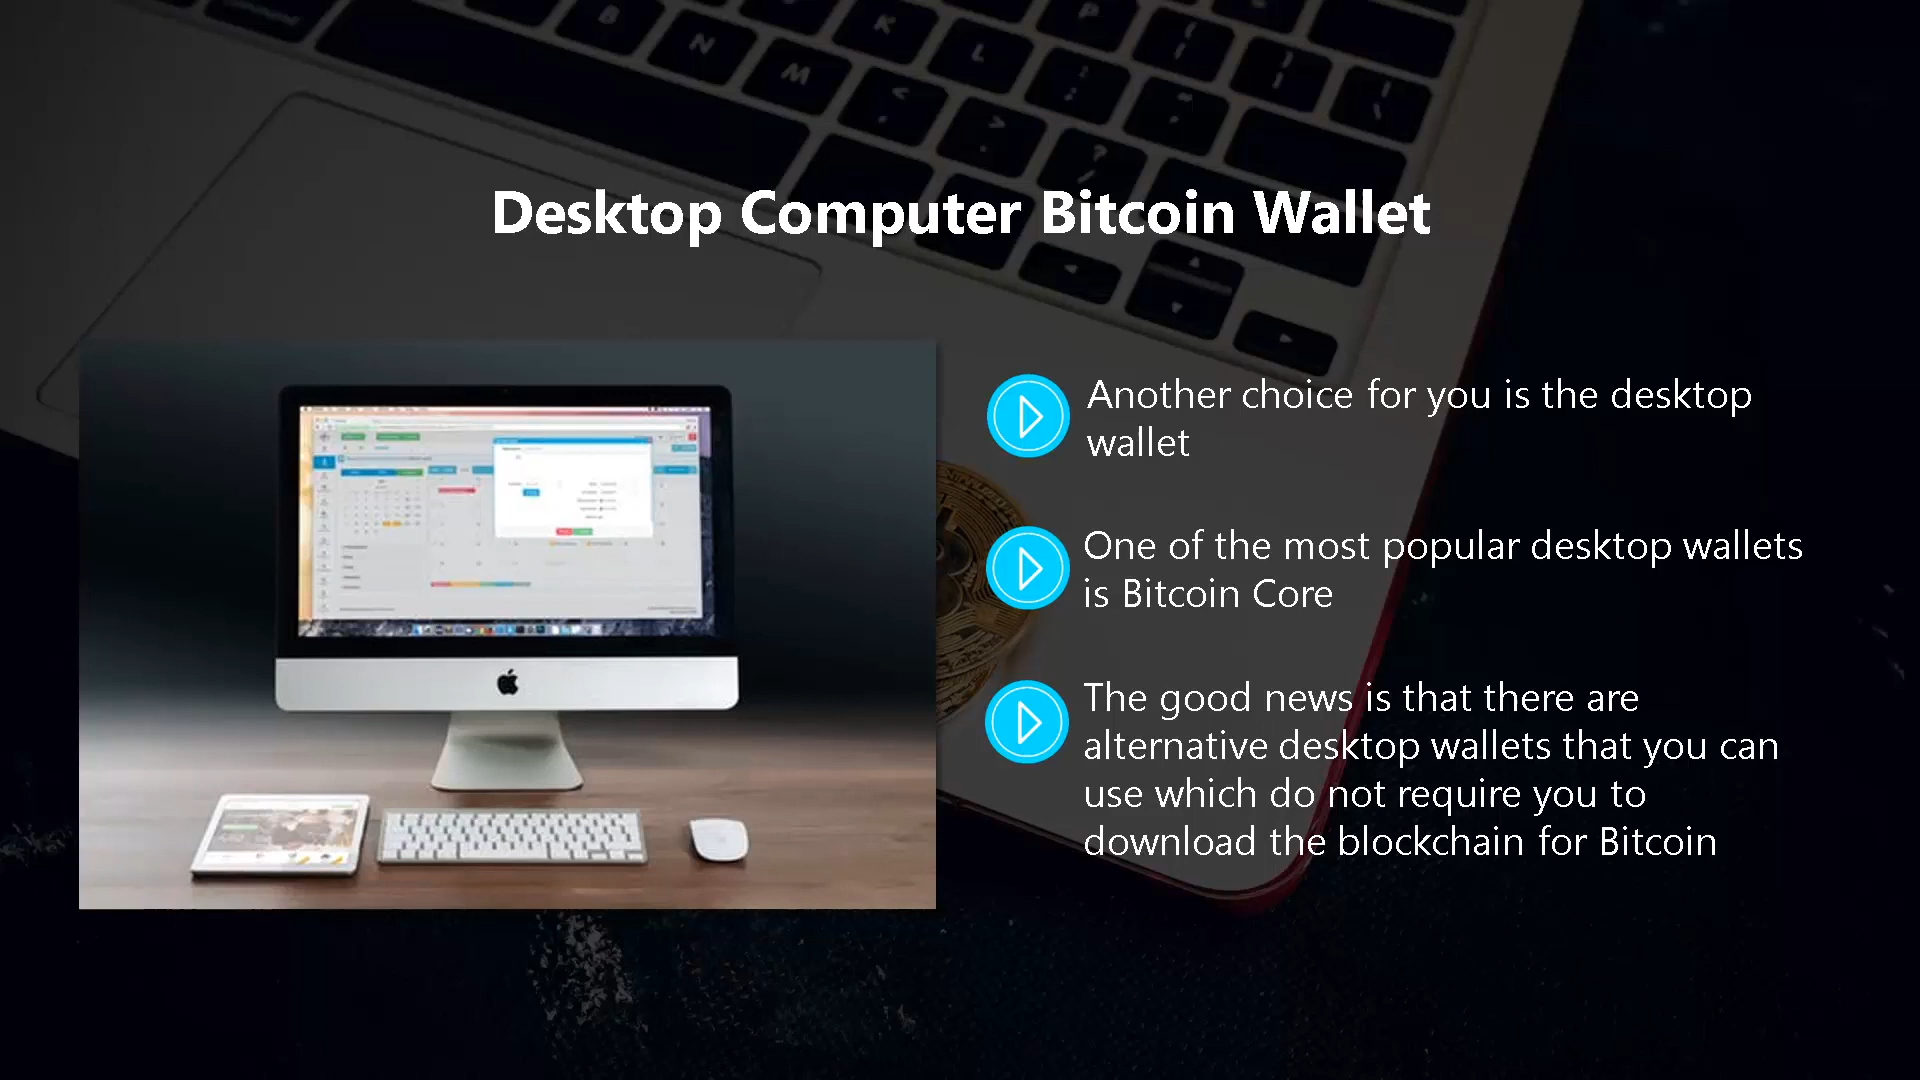 Desktop Computer Bitcoin Wallet
Another choice for you is the desktop
wallet
One of the most popular desktop wallets
is Bitcoin Core
The good news is that there are
alternative desktop wallets that you can
use which do not require you to
download the blockchain for Bitcoin